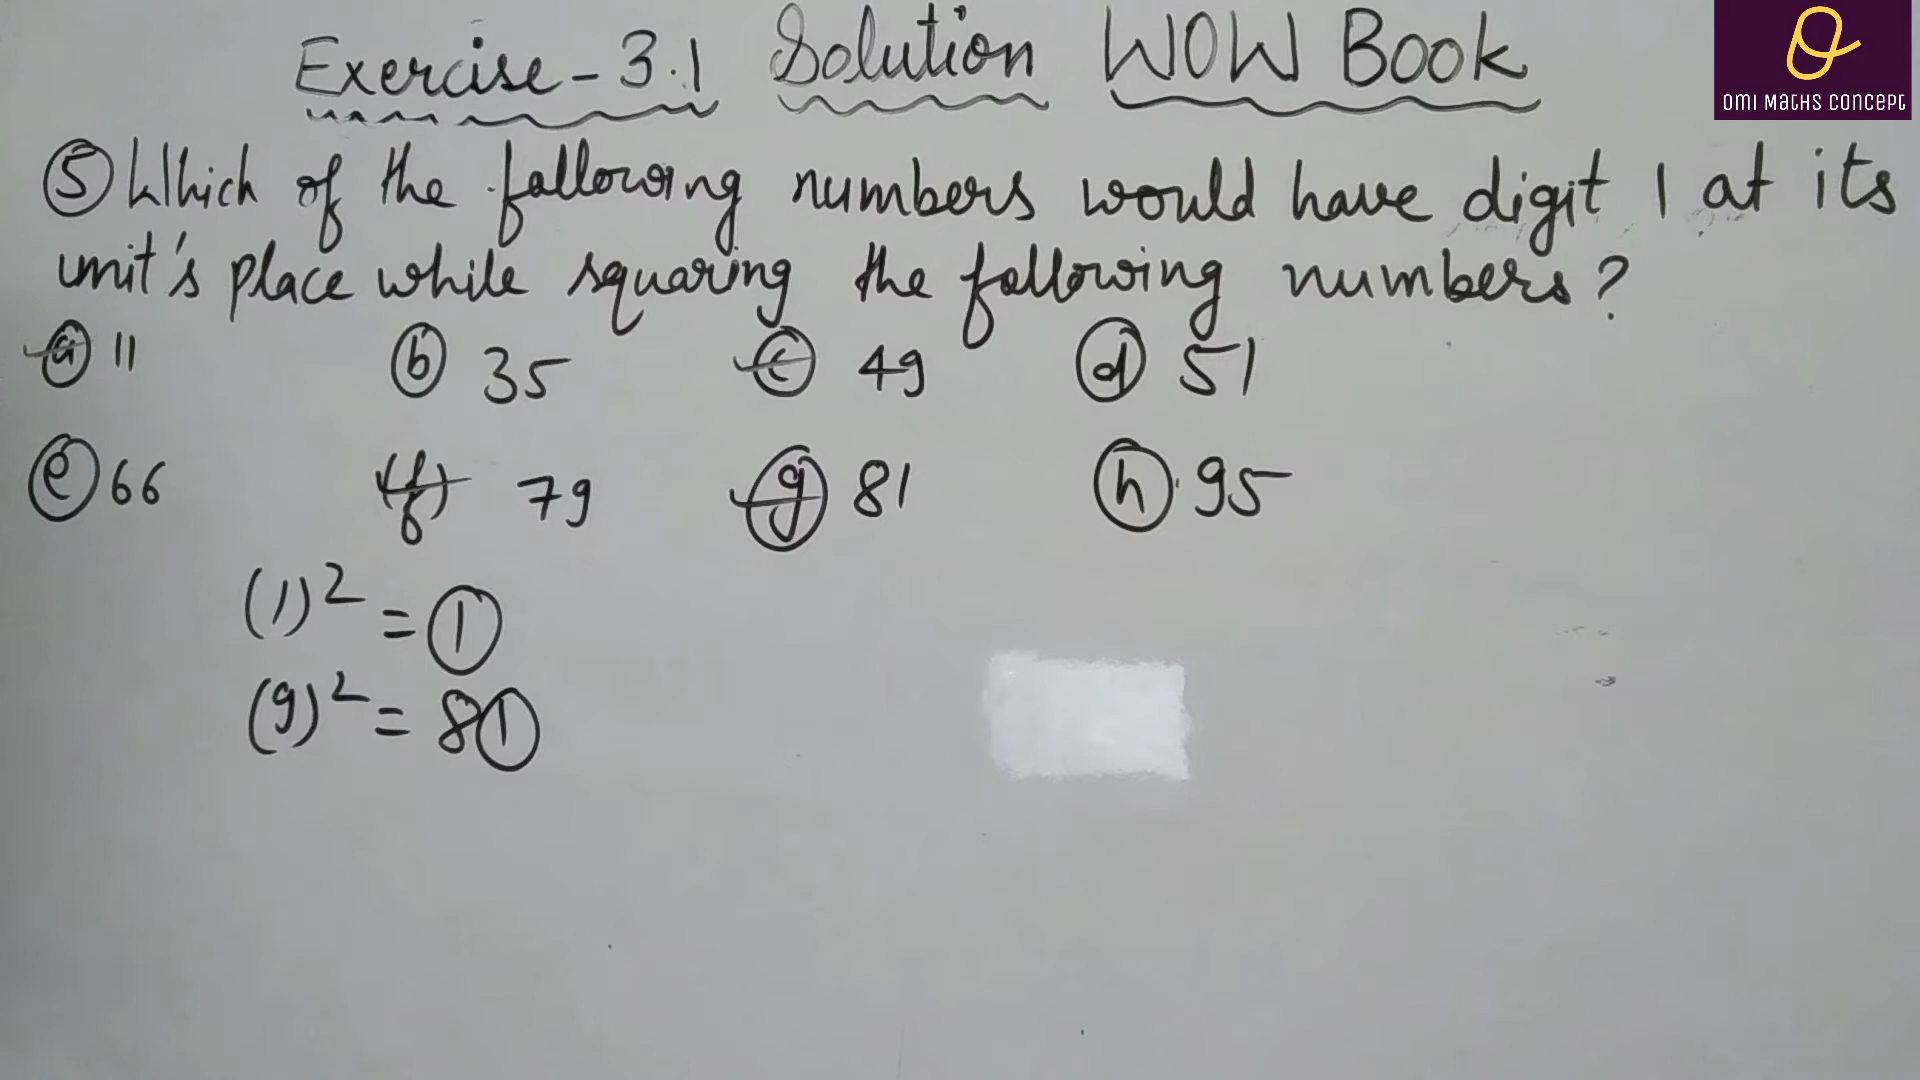 Exercise - 3.1 Solution WOW Book
OMI MATHS CONCEPT
⑤ Which of the following numbers would have digit 1 at its
unit's place while squaring the following numbers?
ⓐ 11 ⓑ 35 ⓒ 49 ⓓ 51
ⓔ 66 (f) 79 ⓖ 81 ⓗ 95
(1)² = ①
(9)² = 8①